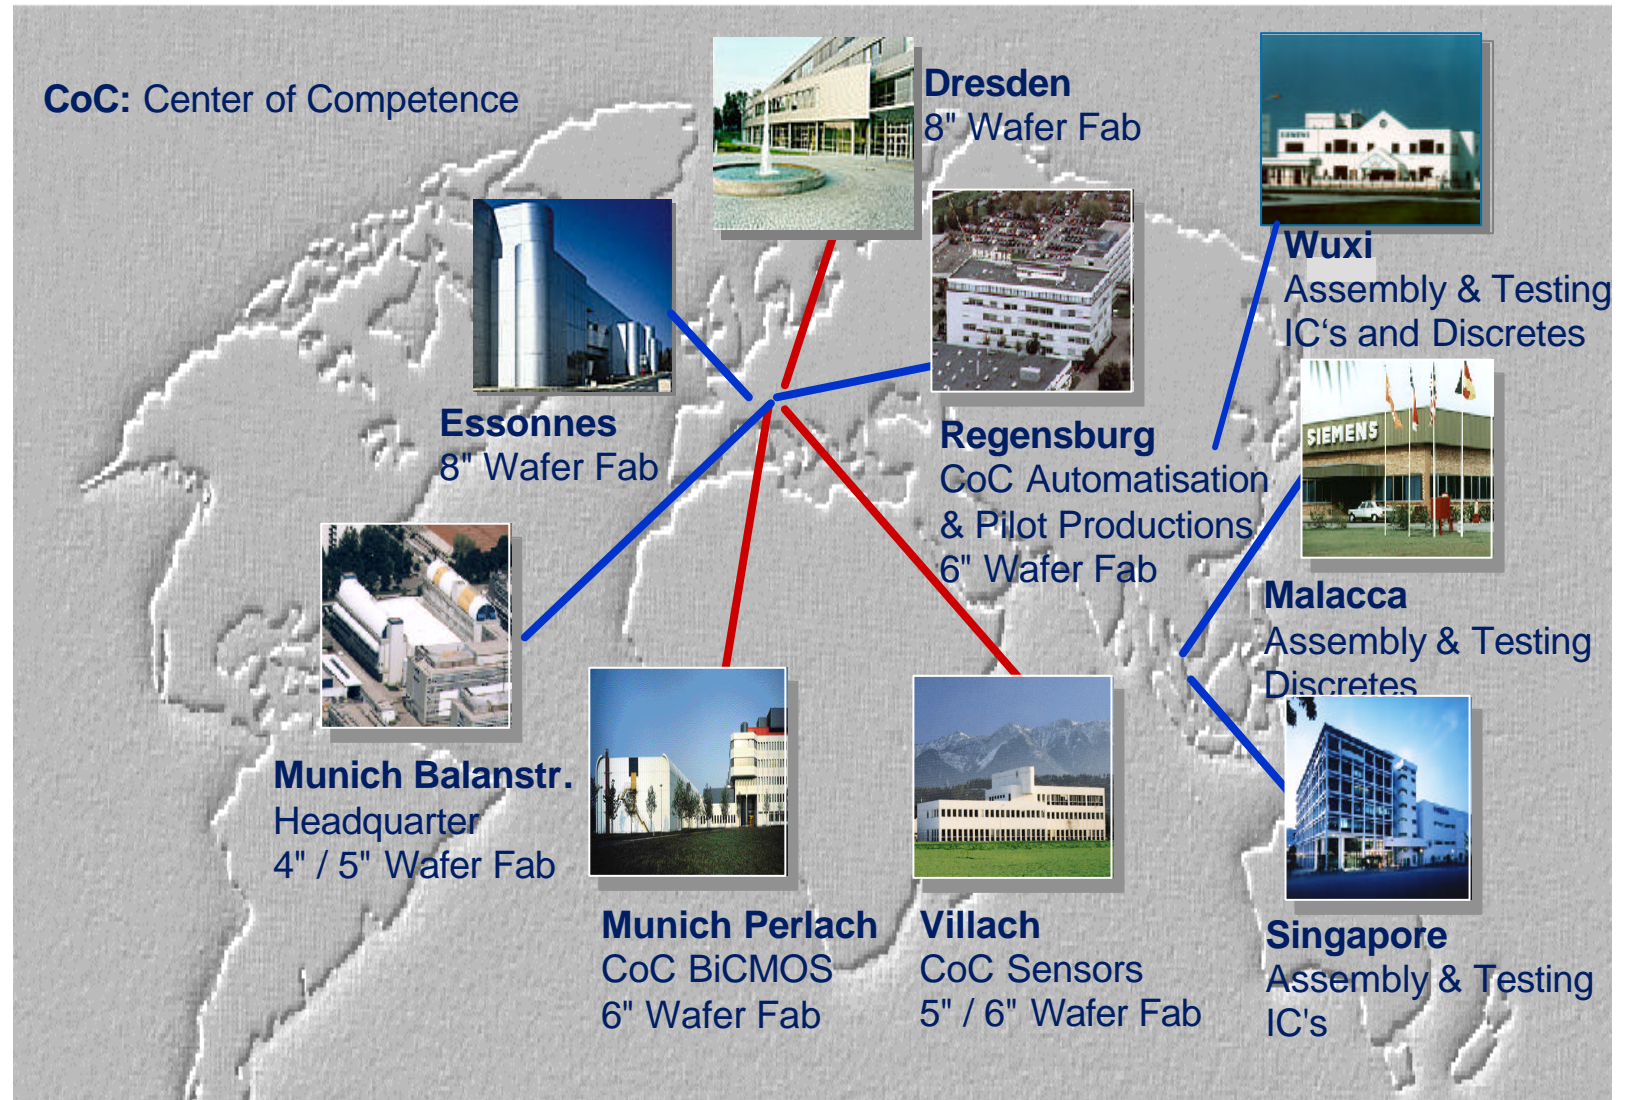 CoC: Center of Competence
Dresden
8" Wafer Fab
SIEMENS
Wuxi
Assembly & Testing
IC‘s and Discretes
Essonnes
8" Wafer Fab
Regensburg
CoC Automatisation
& Pilot Productions
6" Wafer Fab
SIEMENS
Malacca
Assembly & Testing
Discretes
Munich Balanstr.
Headquarter
4" / 5" Wafer Fab
Munich Perlach
CoC BiCMOS
6" Wafer Fab
Villach
CoC Sensors
5" / 6" Wafer Fab
Singapore
Assembly & Testing
IC's